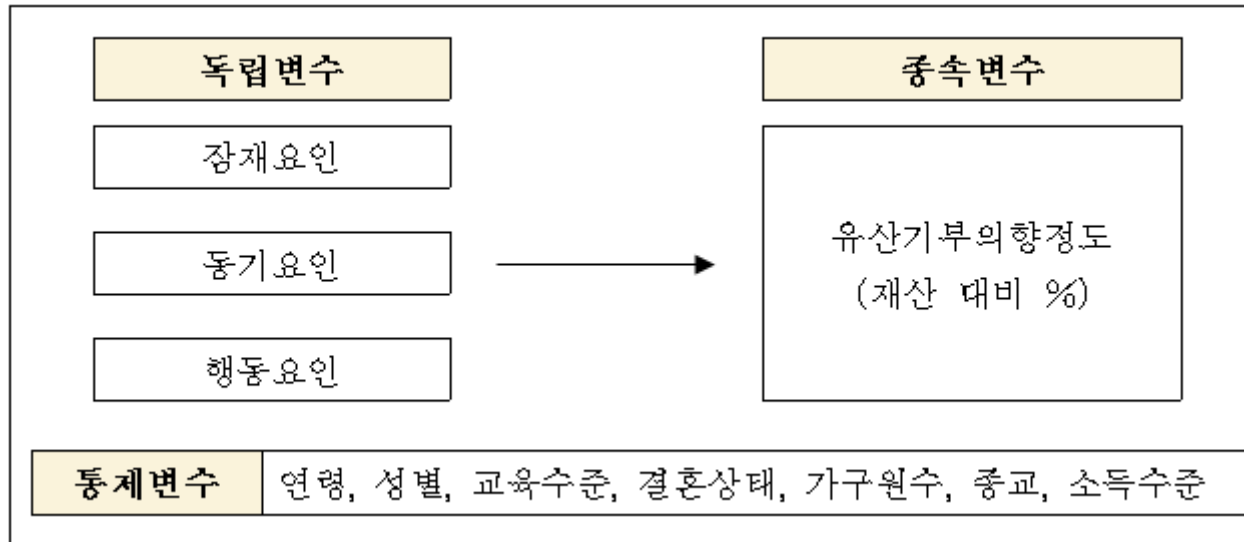 독립변수
종속변수
잠재요인
동기요인
행동요인
유산기부의향정도
(재산 대비 %)
통제변수
연령, 성별, 교육수준, 결혼상태, 가구원수, 종교, 소득수준